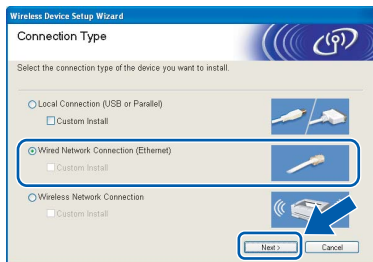 Wireless Device Setup Wizard
Connection Type
Select the connection type of the device you want to install.
Local Connection (USB or Parallel)
Custom Install
Wired Network Connection (Ethernet)
Custom Install
Wireless Network Connection
Custom Install
Next >
Cancel